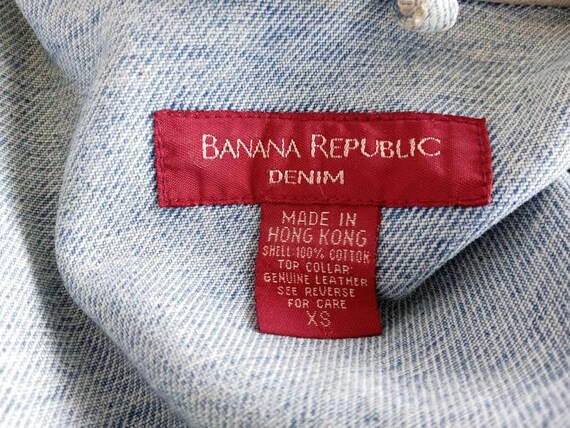 BANANA REPUBLIC
DENIM
MADE IN
HONG KONG
SHELL 100% COTTON
TOP COLLAR:
GENUINE LEATHER
SEE REVERSE
FOR CARE
XS